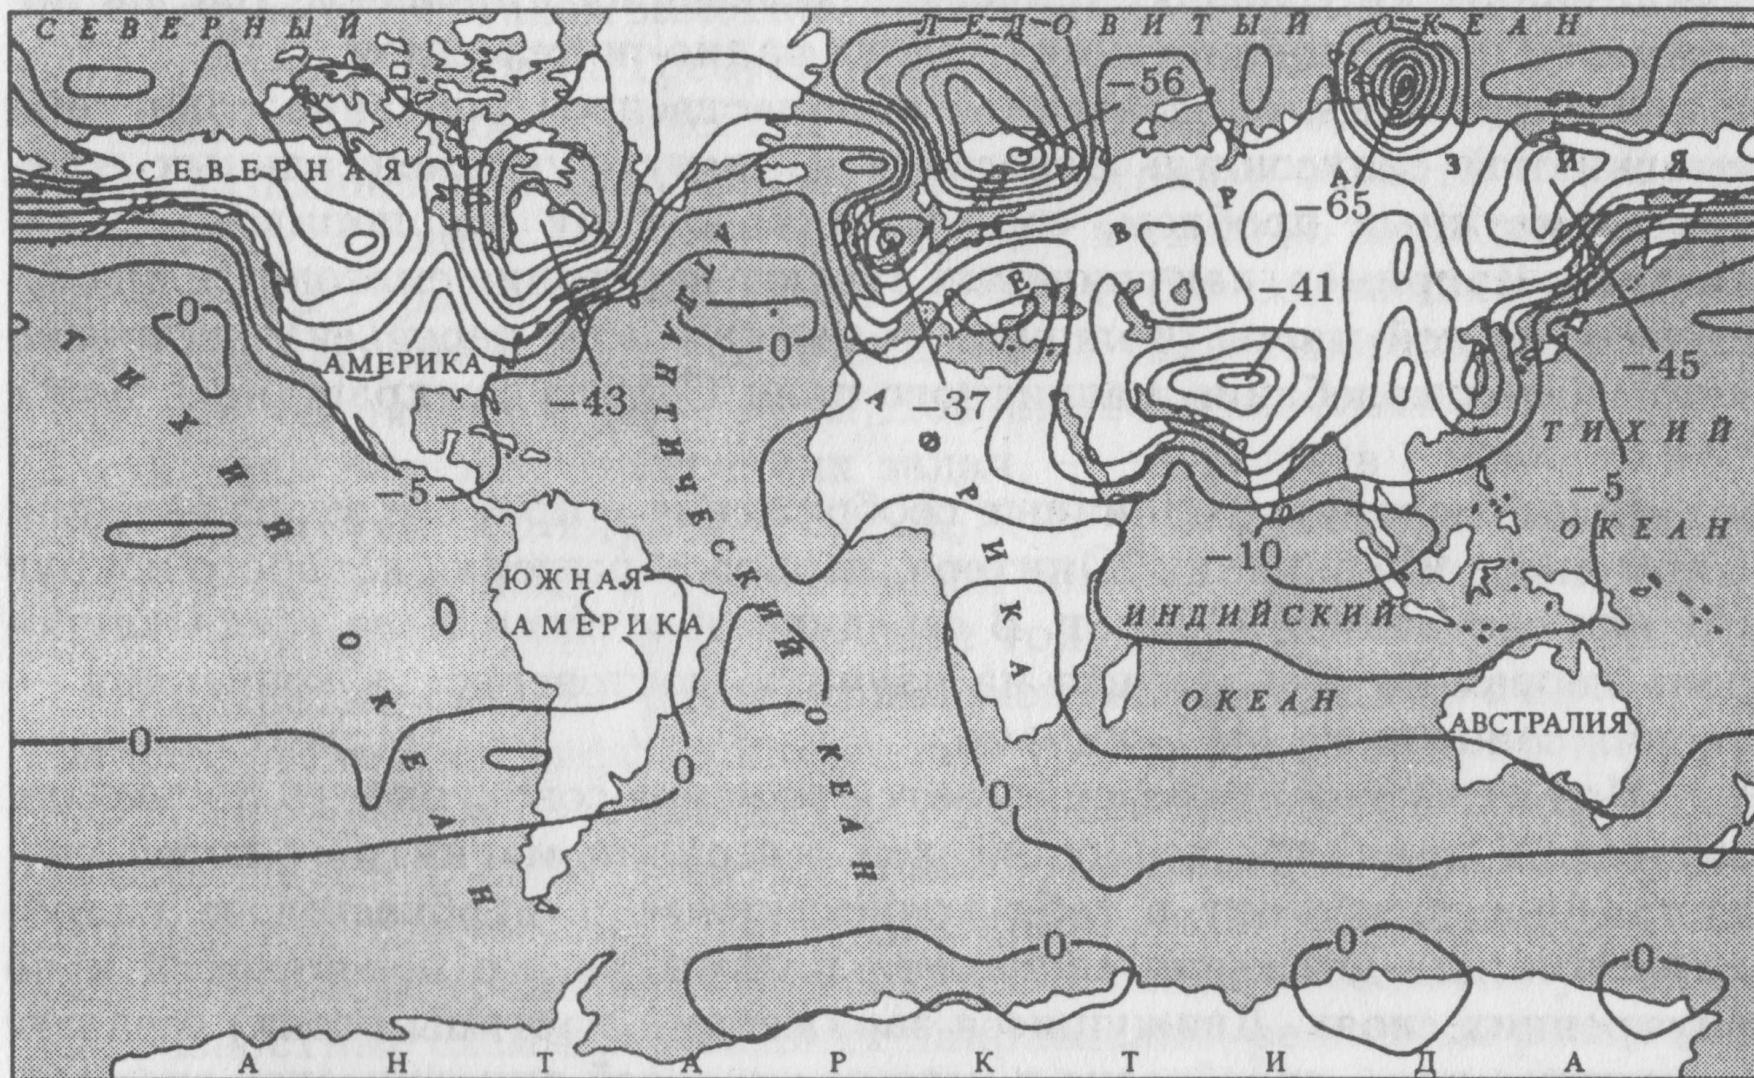 СЕВЕРНЫЙ ЛЕДОВИТЫЙ ОКЕАН
-56
СЕВЕРНАЯ
ЕВРАЗИЯ
-65
-41
0
0
ТИХИЙ
АМЕРИКА
-43
-37
-45
АТЛАНТИЧЕСКИЙ
АФРИКА
ТИХИЙ
-5
-5
-10
ОКЕАН
ЮЖНАЯ
АМЕРИКА
ИНДИЙСКИЙ
ОКЕАН
АВСТРАЛИЯ
ОКЕАН
ОКЕАН
0
0
0
0
0
0
АНТАРКТИДА